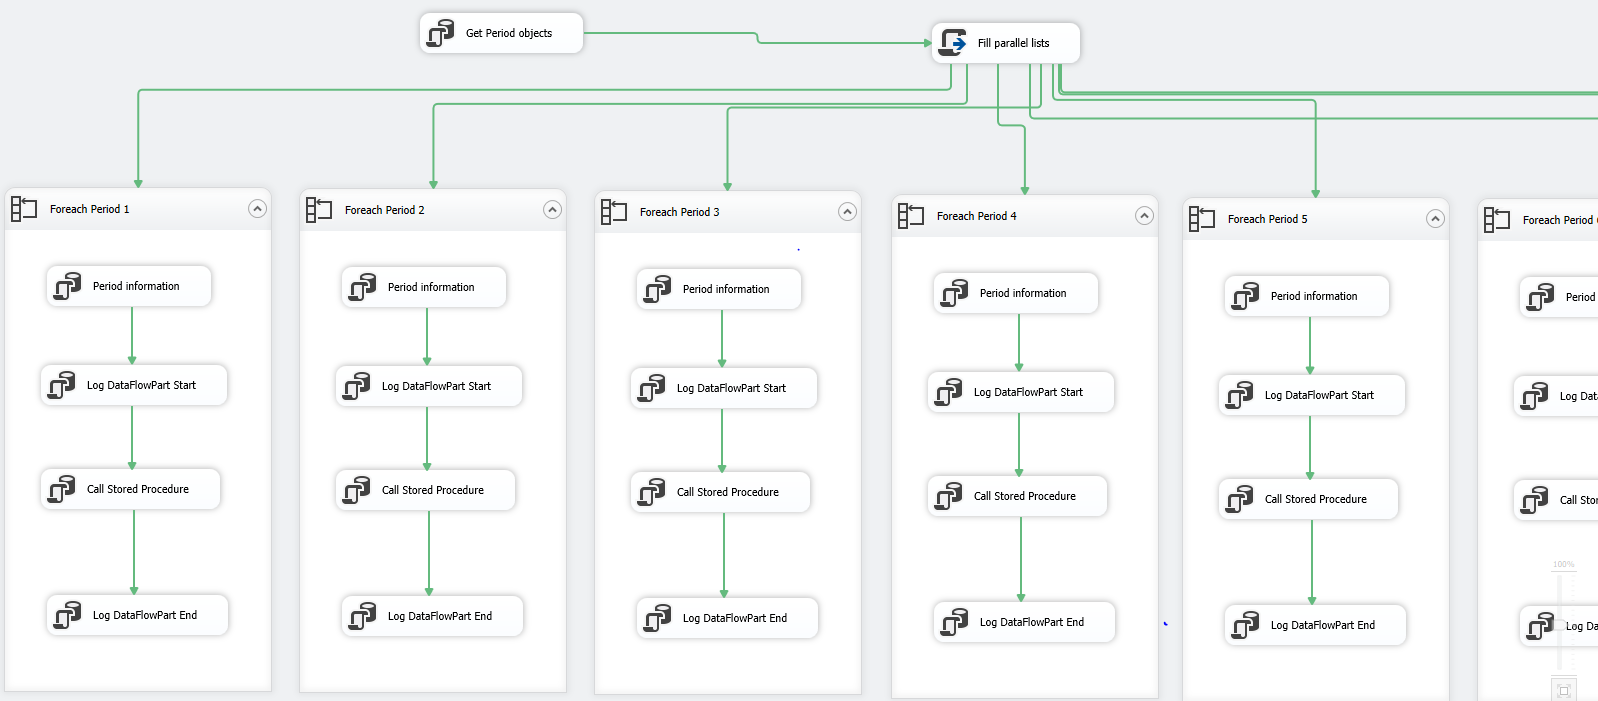 Get Period objects
Fill parallel lists
Foreach Period 1
Foreach Period 2
Foreach Period 3
Foreach Period 4
Foreach Period 5
Foreach Period
Period information
Period information
Period information
Period information
Period information
Period
Log DataFlowPart Start
Log DataFlowPart Start
Log DataFlowPart Start
Log DataFlowPart Start
Log DataFlowPart Start
Log Data
Call Stored Procedure
Call Stored Procedure
Call Stored Procedure
Call Stored Procedure
Call Stored Procedure
Call Stor
100%
Log DataFlowPart End
Log DataFlowPart End
Log DataFlowPart End
Log DataFlowPart End
Log DataFlowPart End
Log Da